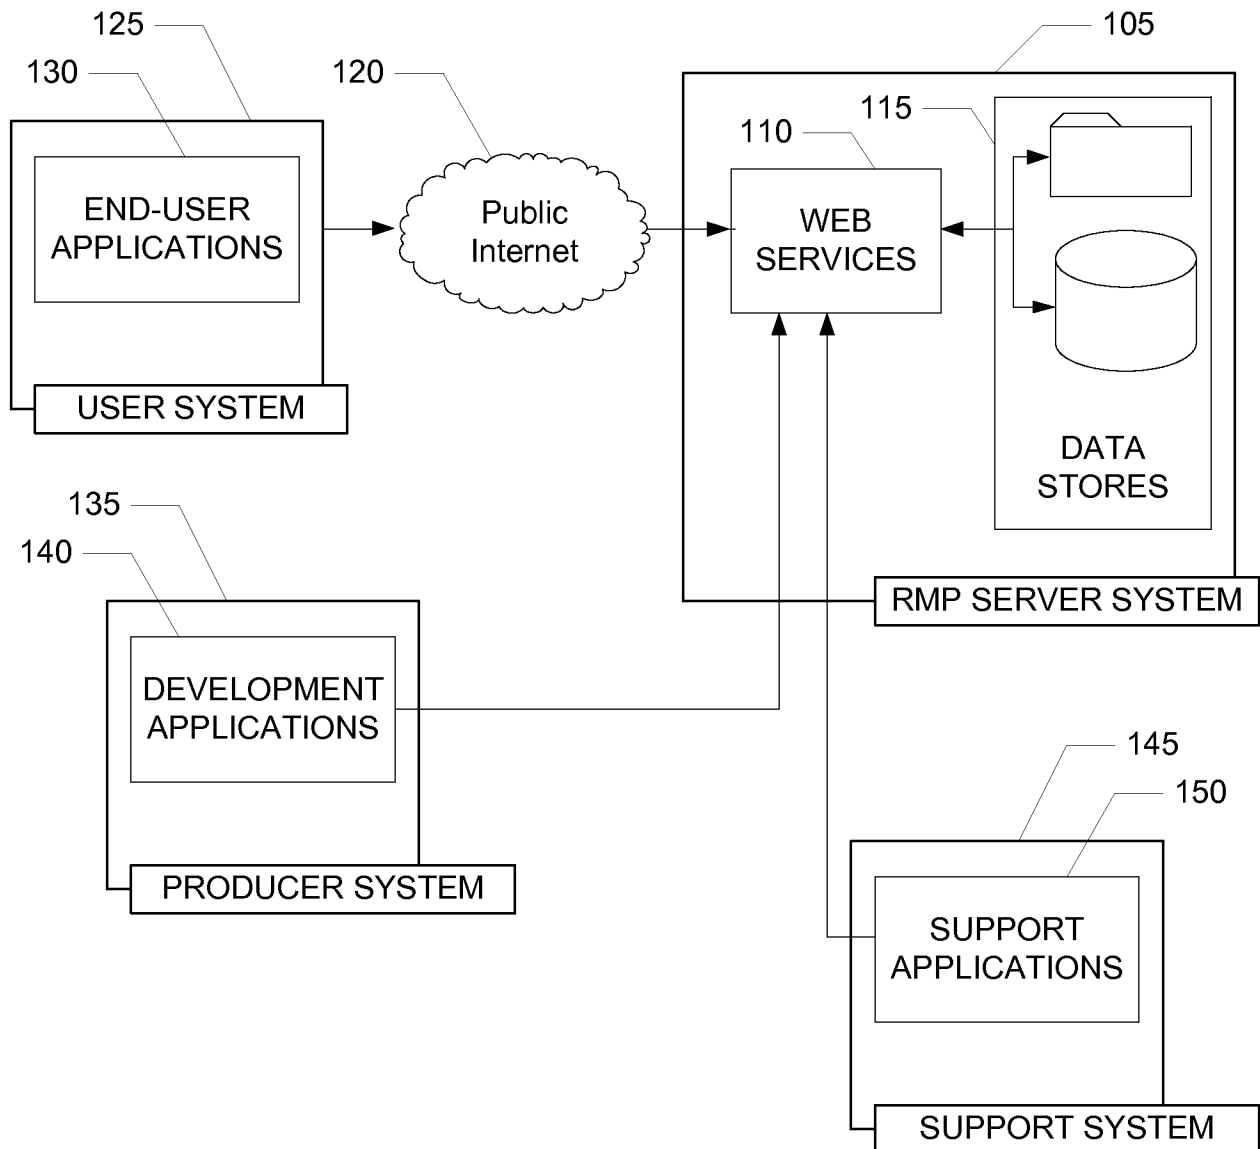 125
105
130
120
115
110
END-USER
APPLICATIONS
Public
Internet
WEB
SERVICES
USER SYSTEM
DATA
STORES
135
140
RMP SERVER SYSTEM
DEVELOPMENT
APPLICATIONS
145
150
PRODUCER SYSTEM
SUPPORT
APPLICATIONS
SUPPORT SYSTEM